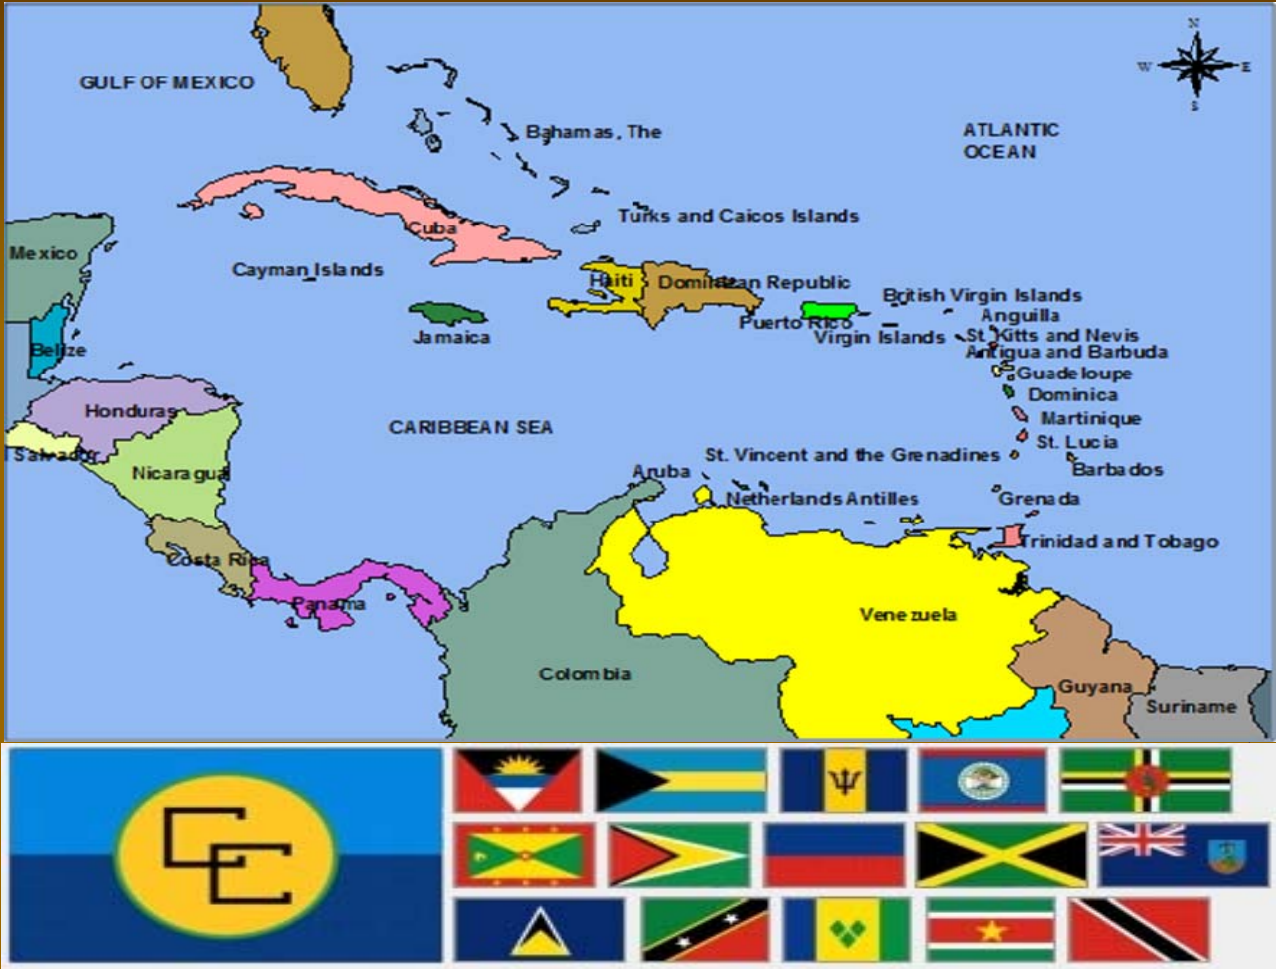 N
GULF OF MEXICO
W E
S
Bahamas, The
ATLANTIC
OCEAN
Turks and Caicos Islands
Cuba
Mexico
Cayman Islands
Haiti
Dominican Republic
British Virgin Islands
Anguilla
Puerto Rico
Jamaica
Virgin Islands
St. Kitts and Nevis
Belize
Antigua and Barbuda
Guadeloupe
Dominica
Honduras
Martinique
CARIBBEAN SEA
St. Lucia
l Salvador
St. Vincent and the Grenadines
Barbados
Nicaragua
Aruba
Netherlands Antilles
Grenada
Trinidad and Tobago
Costa Rica
Panama
Venezuela
Colombia
Guyana
Suriname
CC